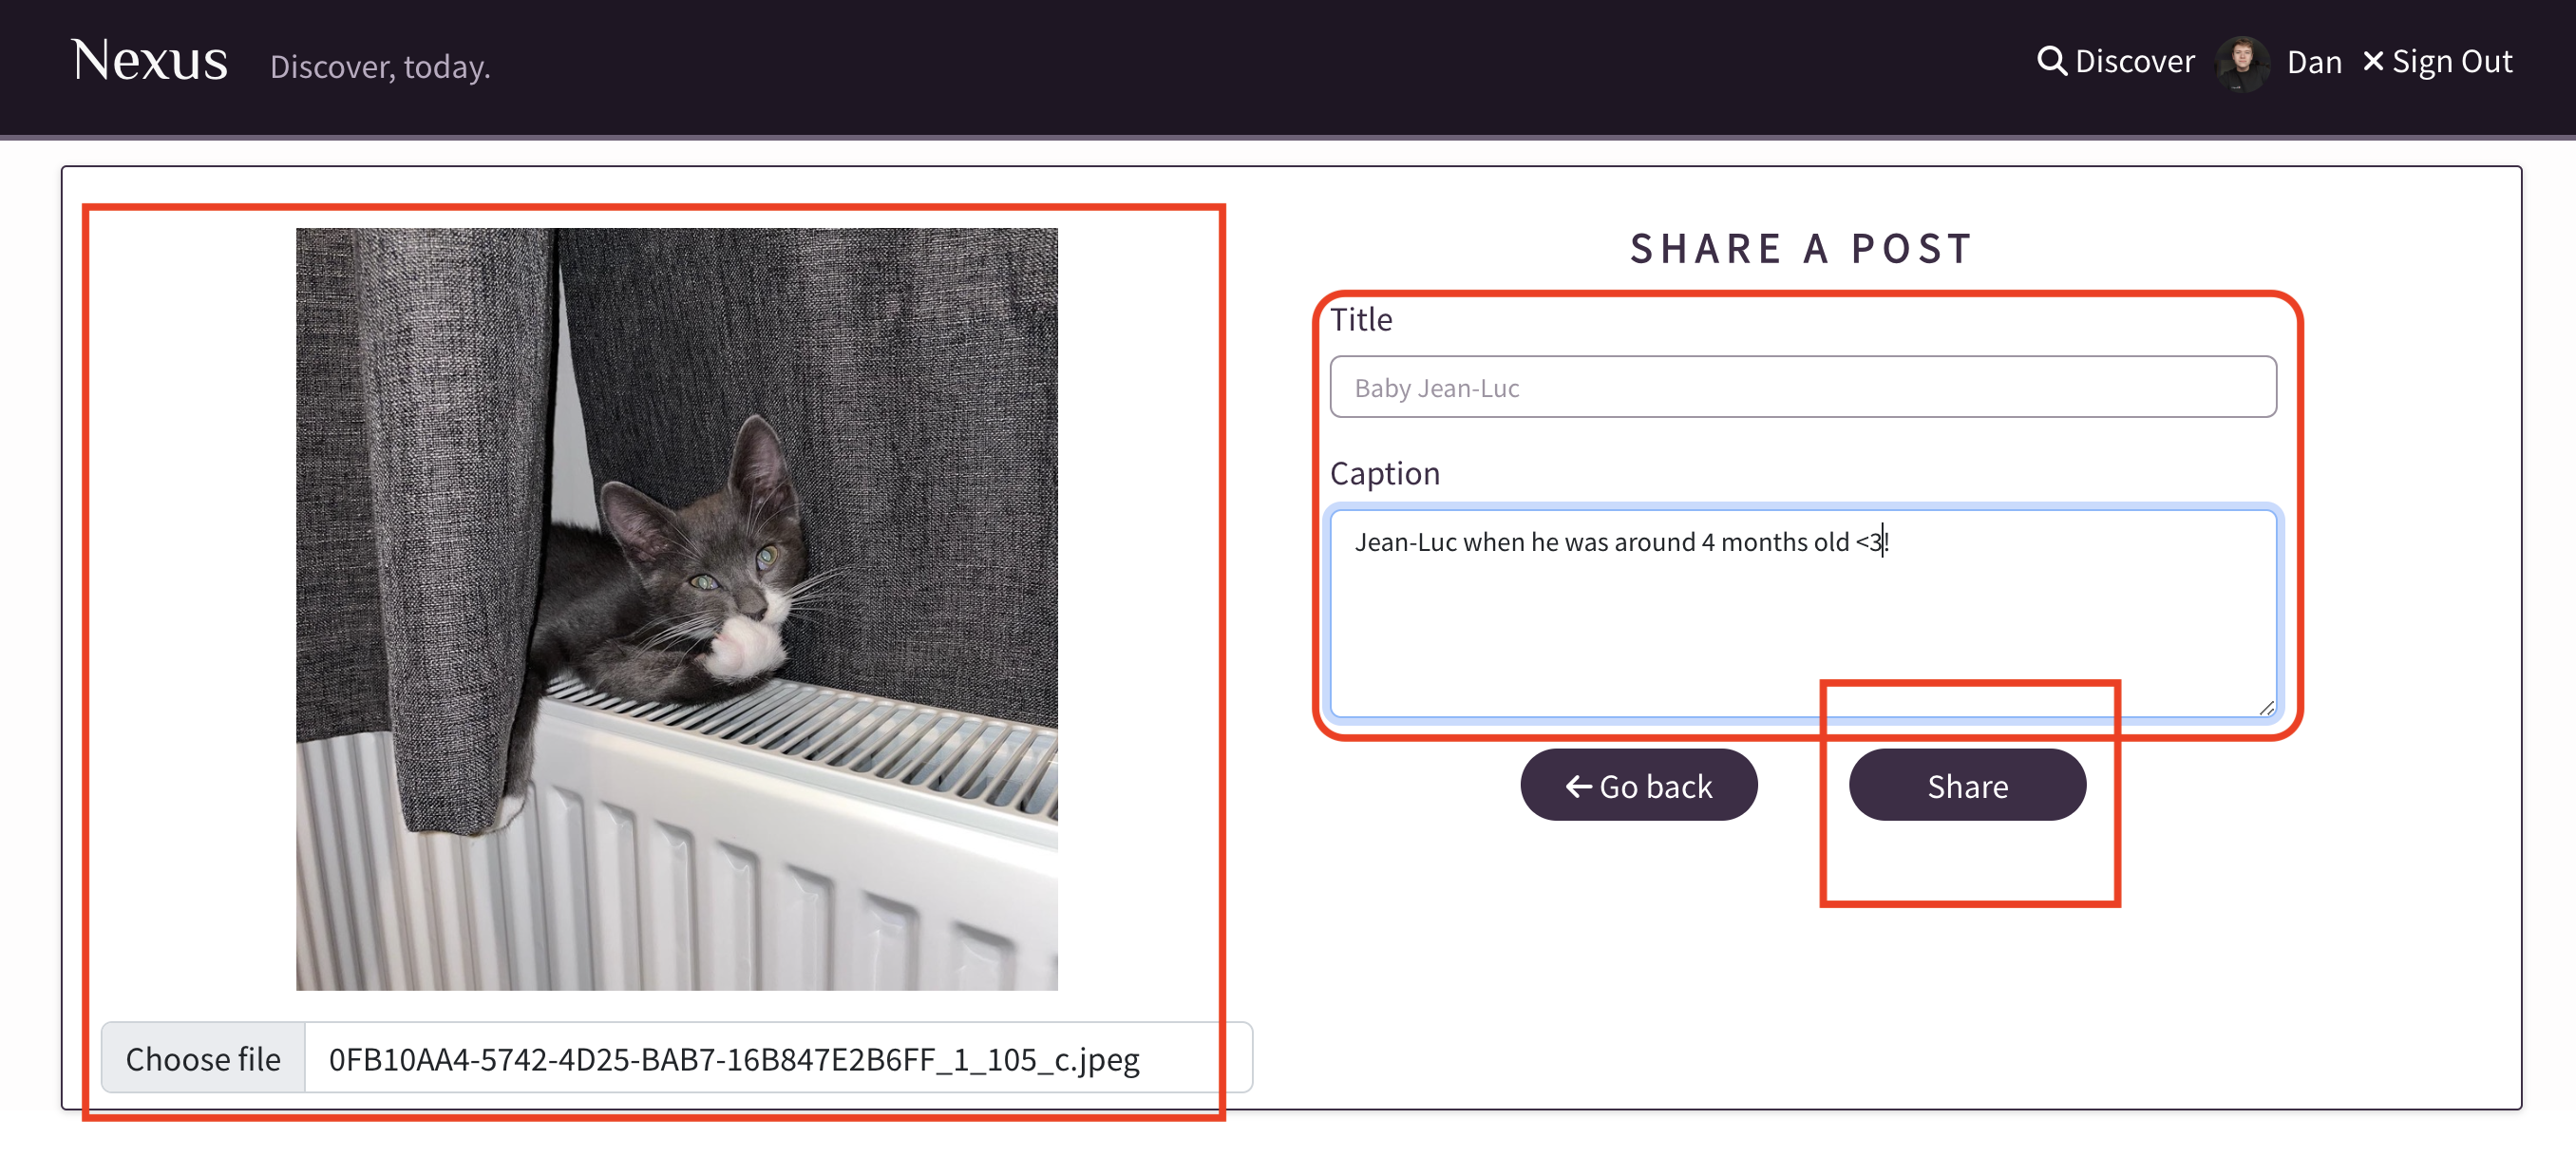 Nexus Discover, today. Discover Dan Sign Out
SHARE A POST
Title
Baby Jean-Luc
Caption
Jean-Luc when he was around 4 months old <3!
Go back Share
Choose file 0FB10AA4-5742-4D25-BAB7-16B847E2B6FF_1_105_c.jpeg